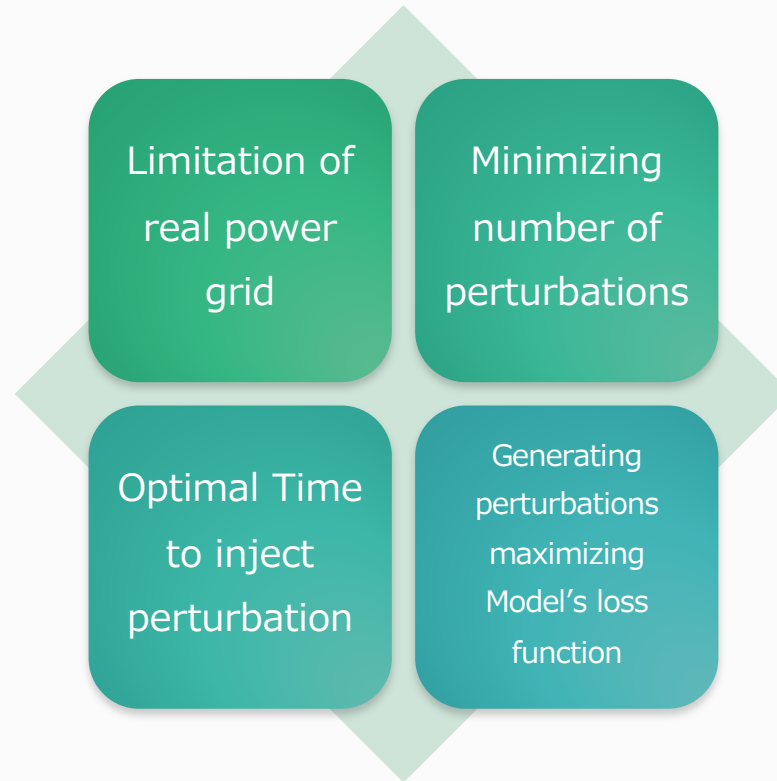 Limitation of
real power
grid
Minimizing
number of
perturbations
Optimal Time
to inject
perturbation
Generating
perturbations
maximizing
Model’s loss
function